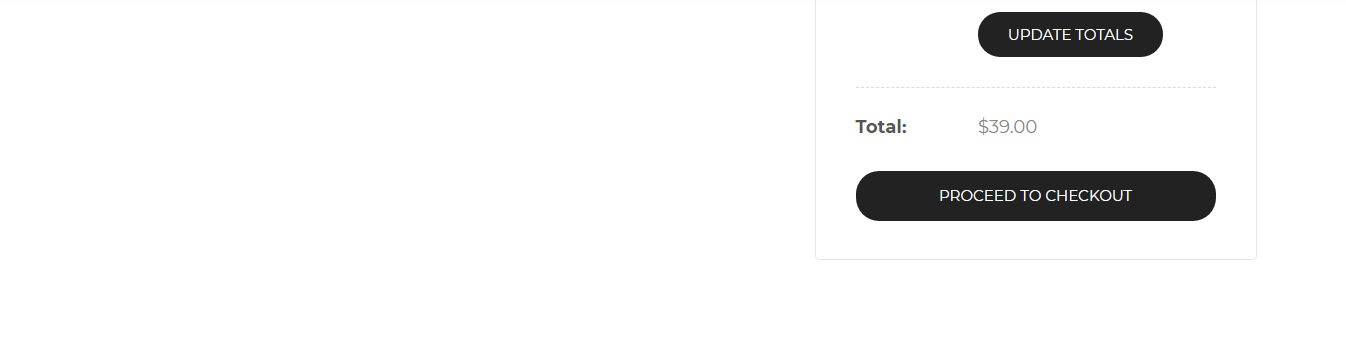 UPDATE TOTALS
Total: $39.00
PROCEED TO CHECKOUT